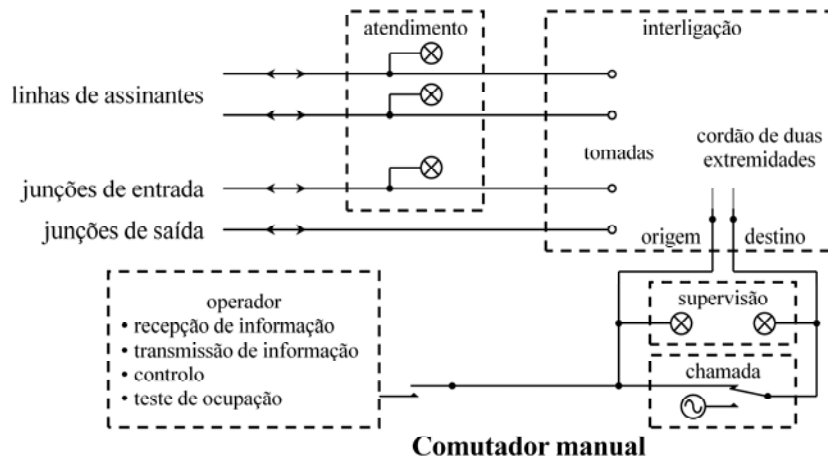 atendimento
interligação
linhas de assinantes
tomadas
cordão de duas
extremidades
junções de entrada
junções de saída
origem
destino
operador
• recepção de informação
• transmissão de informação
• controlo
• teste de ocupação
supervisão
chamada
Comutador manual